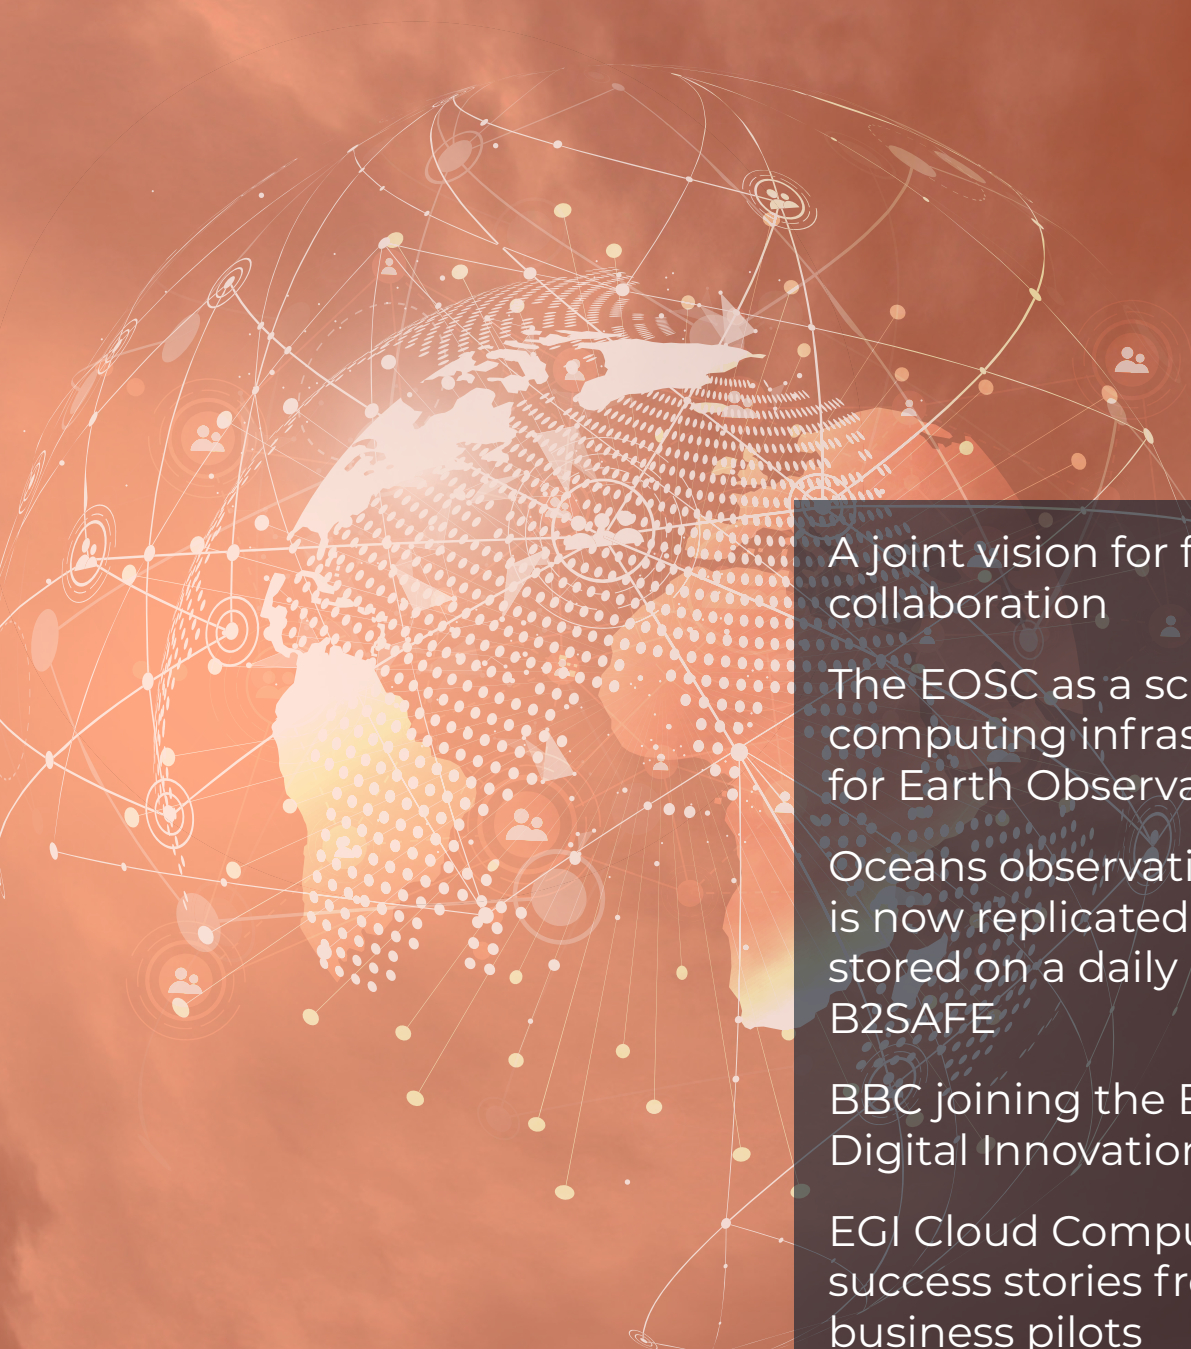 A joint vision for
collaboration
The EOSC as a
computing
for Earth
Oceans
is now replicated
stored on a daily
B2SAFE
BBC joining the
Digital
EGI Cloud
success stories
business pilots